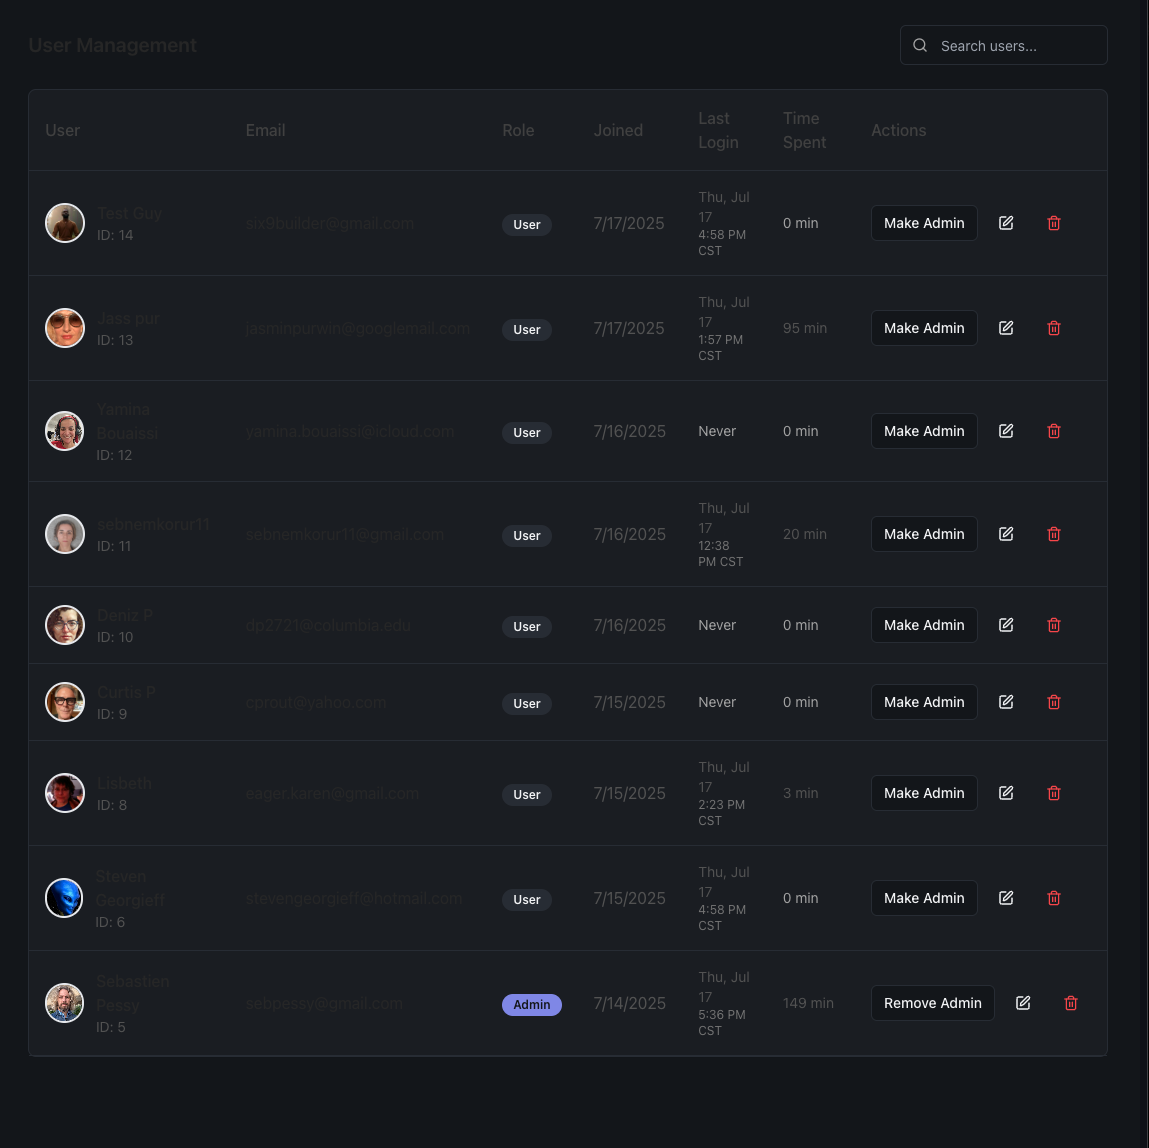 User Management
Search users...
User Email Role Joined Last Login Time Spent Actions
Test Guy
ID: 14
six9builder@gmail.com
User
7/17/2025
Thu, Jul
17
4:58 PM
CST
0 min
Make Admin
Jass pur
ID: 13
jasminpurwin@googlemail.com
User
7/17/2025
Thu, Jul
17
1:57 PM
CST
95 min
Make Admin
Yamina
Bouaissi
ID: 12
yamina.bouaissi@icloud.com
User
7/16/2025
Never
0 min
Make Admin
sebnemkorur11
ID: 11
sebnemkorur11@gmail.com
User
7/16/2025
Thu, Jul
17
12:38
PM CST
20 min
Make Admin
Deniz P
ID: 10
dp2721@columbia.edu
User
7/16/2025
Never
0 min
Make Admin
Curtis P
ID: 9
cprout@yahoo.com
User
7/15/2025
Never
0 min
Make Admin
Lisbeth
ID: 8
eager.karen@gmail.com
User
7/15/2025
Thu, Jul
17
2:23 PM
CST
3 min
Make Admin
Steven
Georgieff
ID: 6
stevengeorgieff@hotmail.com
User
7/15/2025
Thu, Jul
17
4:58 PM
CST
0 min
Make Admin
Sebastien
Pessy
ID: 5
sebpessy@gmail.com
Admin
7/14/2025
Thu, Jul
17
5:36 PM
CST
149 min
Remove Admin